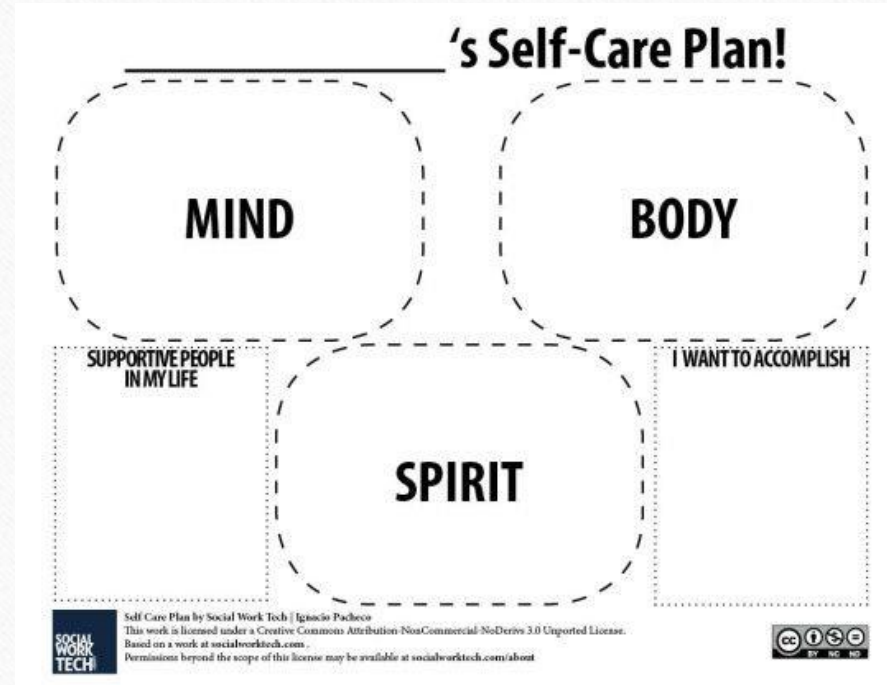 ____________________ ‘s Self-Care Plan!
MIND
BODY
SUPPORTIVE PEOPLE
IN MY LIFE
SPIRIT
I WANT TO ACCOMPLISH
SOCIAL
WORK
TECH
Self Care Plan by Social Work Tech | Ignacio Pacheco
This work is licensed under a Creative Commons Attribution-NonCommercial-NoDerivs 3.0 Unported License.
Based on a work at socialworktech.com .
Permissions beyond the scope of this license may be available at socialworktech.com/about
cc
BY NC ND